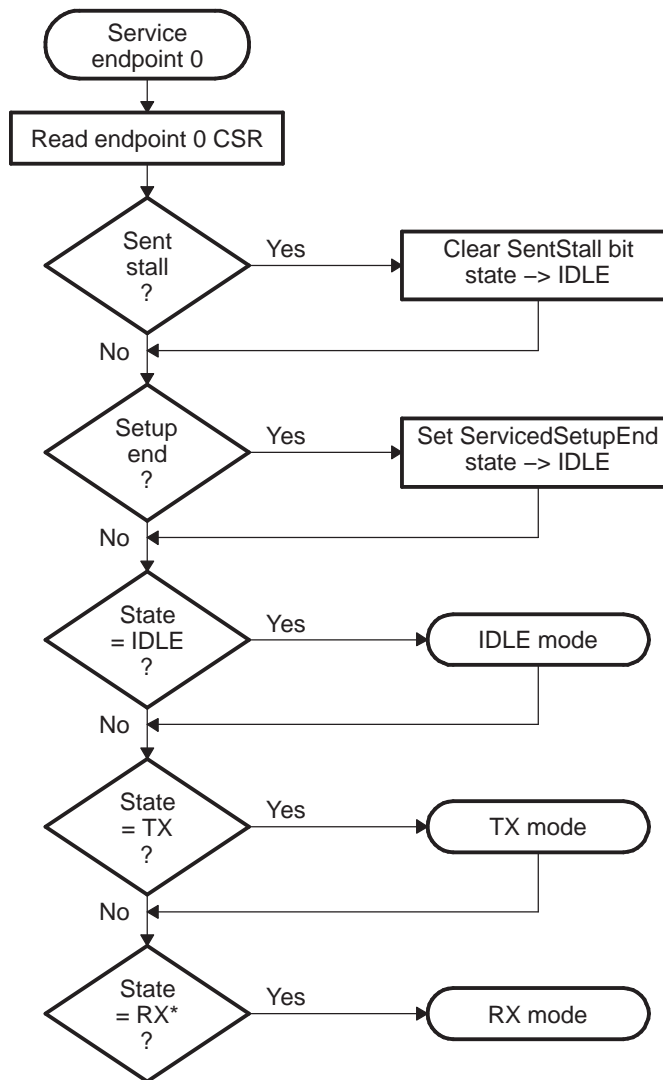 Service
endpoint 0
Read endpoint 0 CSR
Sent
stall
?
Yes
Clear SentStall bit
state –> IDLE
No
Setup
end
?
Yes
Set ServicedSetupEnd
state –> IDLE
No
State
= IDLE
?
Yes
IDLE mode
No
State
= TX
?
Yes
TX mode
No
State
= RX*
?
Yes
RX mode